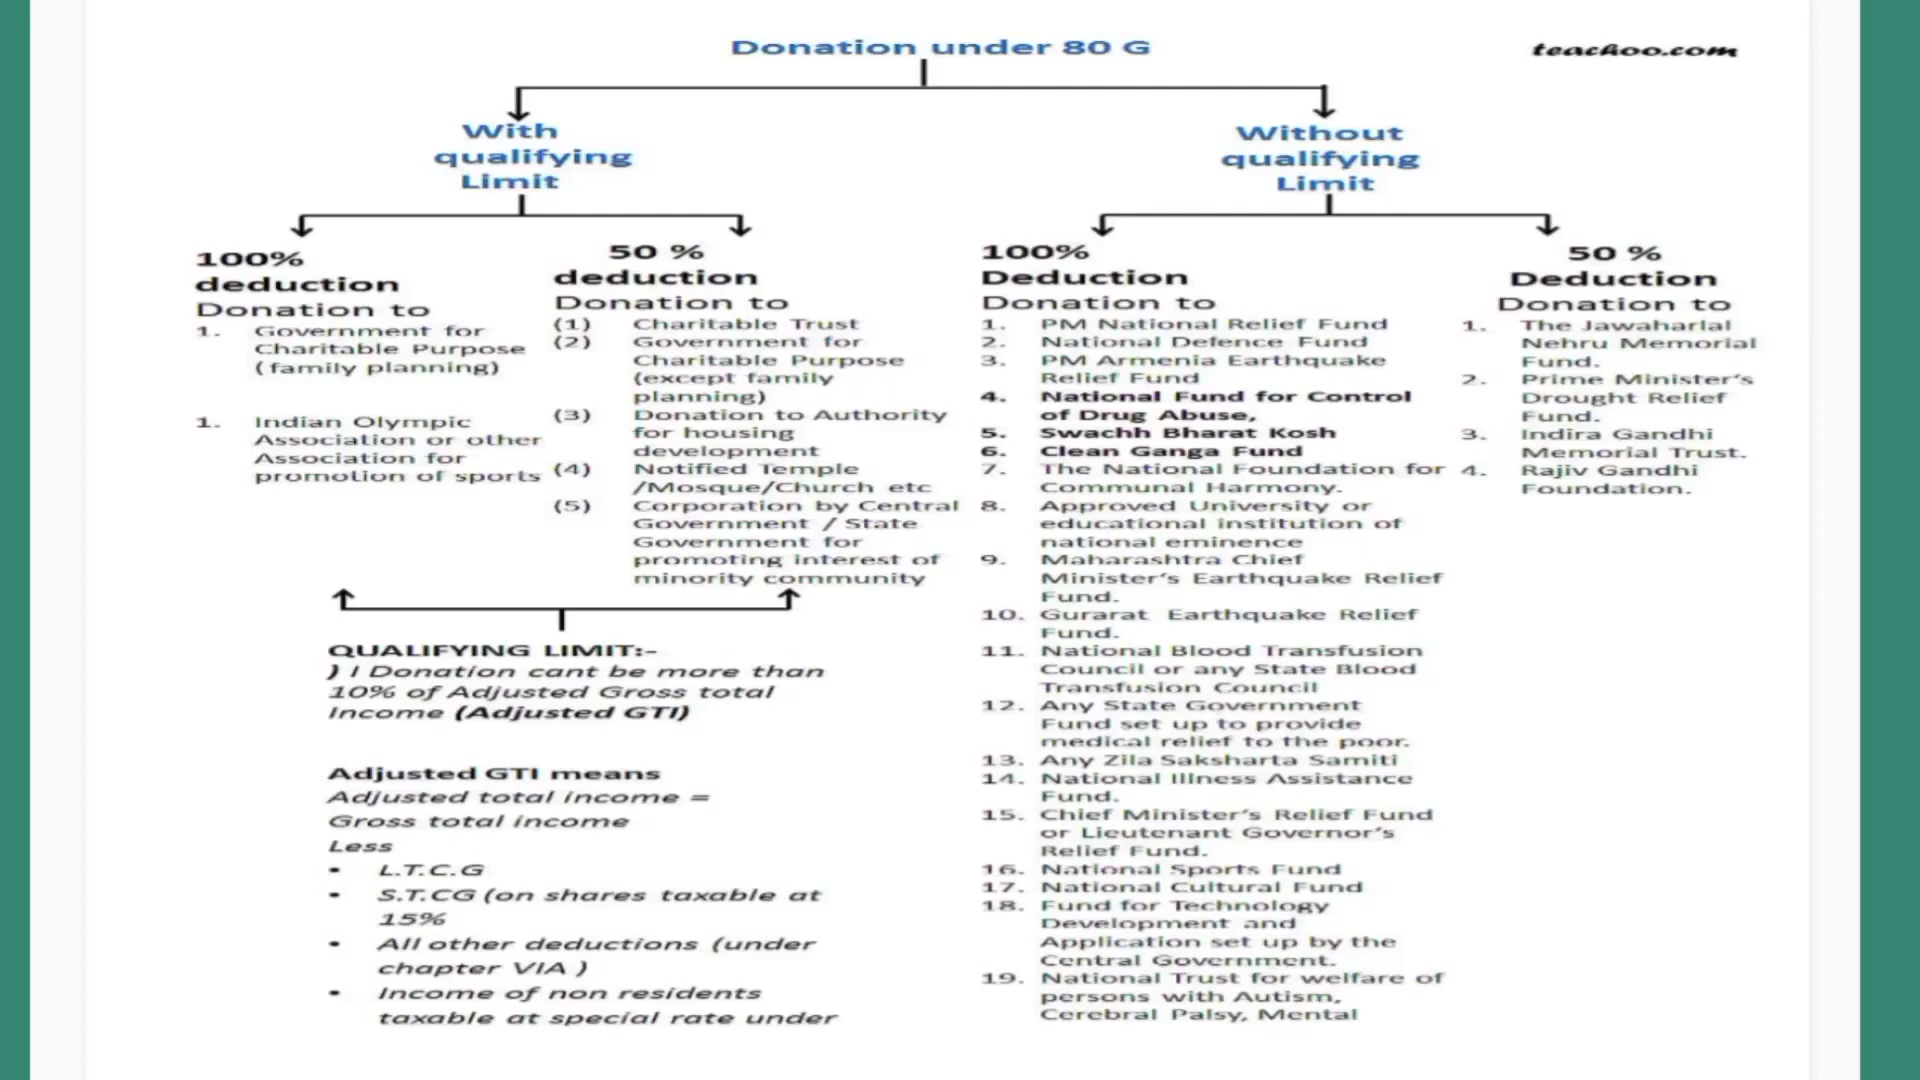 Donation under 80 G
teachoo.com
With
qualifying
Limit
Without
qualifying
Limit
100%
deduction
Donation to
1. Government for
Charitable Purpose
(family planning)
1. Indian Olympic
Association or other
Association for
promotion of sports
50 %
deduction
Donation to
(1) Charitable Trust
(2) Government for
Charitable Purpose
(except family
planning)
(3) Donation to Authority
for housing
development
(4) Notified Temple
/Mosque/Church etc
(5) Corporation by Central
Government / State
Government for
promoting interest of
minority community
QUALIFYING LIMIT:-
) I Donation cant be more than
10% of Adjusted Gross total
Income (Adjusted GTI)
Adjusted GTI means
Adjusted total income =
Gross total income
Less
• L.T.C.G
• S.T.CG (on shares taxable at
15%
• All other deductions (under
chapter VIA )
• Income of non residents
taxable at special rate under
100%
Deduction
Donation to
1. PM National Relief Fund
2. National Defence Fund
3. PM Armenia Earthquake
Relief Fund
4. National Fund for Control
of Drug Abuse,
5. Swachh Bharat Kosh
6. Clean Ganga Fund
7. The National Foundation for
Communal Harmony.
8. Approved University or
educational institution of
national eminence
9. Maharashtra Chief
Minister's Earthquake Relief
Fund.
10. Gurarat Earthquake Relief
Fund.
11. National Blood Transfusion
Council or any State Blood
Transfusion Council
12. Any State Government
Fund set up to provide
medical relief to the poor.
13. Any Zila Saksharta Samiti
14. National Illness Assistance
Fund.
15. Chief Minister's Relief Fund
or Lieutenant Governor's
Relief Fund.
16. National Sports Fund
17. National Cultural Fund
18. Fund for Technology
Development and
Application set up by the
Central Government.
19. National Trust for welfare of
persons with Autism,
Cerebral Palsy, Mental
50 %
Deduction
Donation to
1. The Jawaharlal
Nehru Memorial
Fund.
2. Prime Minister's
Drought Relief
Fund.
3. Indira Gandhi
Memorial Trust.
4. Rajiv Gandhi
Foundation.